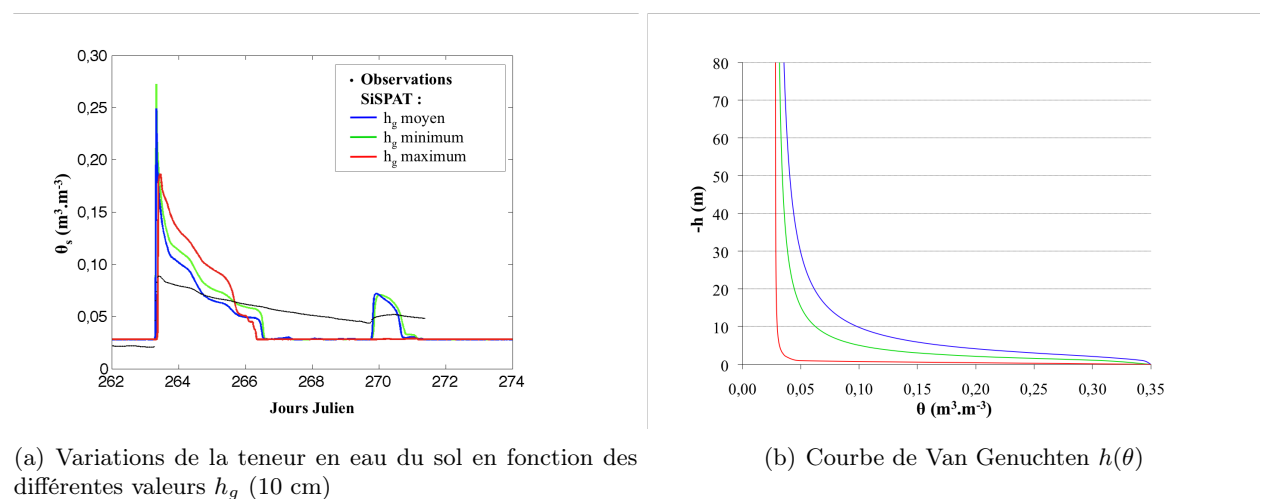 0,30
0,25
0,20
0,15
0,10
0,05
0
θs (m³.m⁻³)
262 264 266 268 270 272 274
Jours Julien
Observations
SiSPAT :
hg moyen
hg minimum
hg maximum
80
70
60
50
40
30
20
10
0
-h (m)
0,00 0,05 0,10 0,15 0,20 0,25 0,30 0,35
θ (m³.m⁻³)
(a) Variations de la teneur en eau du sol en fonction des
différentes valeurs hg (10 cm)
(b) Courbe de Van Genuchten h(θ)